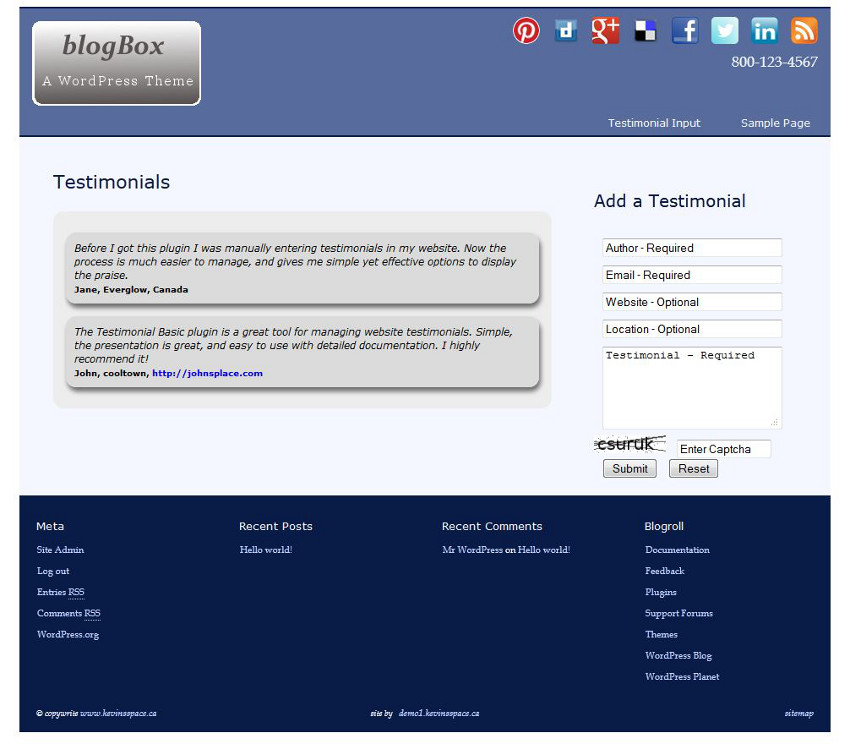 blogBox
A WordPress Theme
800-123-4567
Testimonial Input
Sample Page
Testimonials
Before I got this plugin I was manually entering testimonials in my website. Now the
process is much easier to manage, and gives me simple yet effective options to display
the praise.
Jane, Everglow, Canada
The Testimonial Basic plugin is a great tool for managing website testimonials. Simple,
the presentation is great, and easy to use with detailed documentation. I highly
recommend it!
John, cooltown, http://johnsplace.com
Add a Testimonial
Author - Required
Email - Required
Website - Optional
Location - Optional
Testimonial - Required
csuruk
Enter Captcha
Submit
Reset
Meta
Site Admin
Log out
Entries RSS
Comments RSS
WordPress.org
Recent Posts
Hello world!
Recent Comments
Mr WordPress on Hello world!
Blogroll
Documentation
Feedback
Plugins
Support Forums
Themes
WordPress Blog
WordPress Planet
© copywrite www.kevinsspace.ca
site by demo1.kevinsspace.ca
sitemap